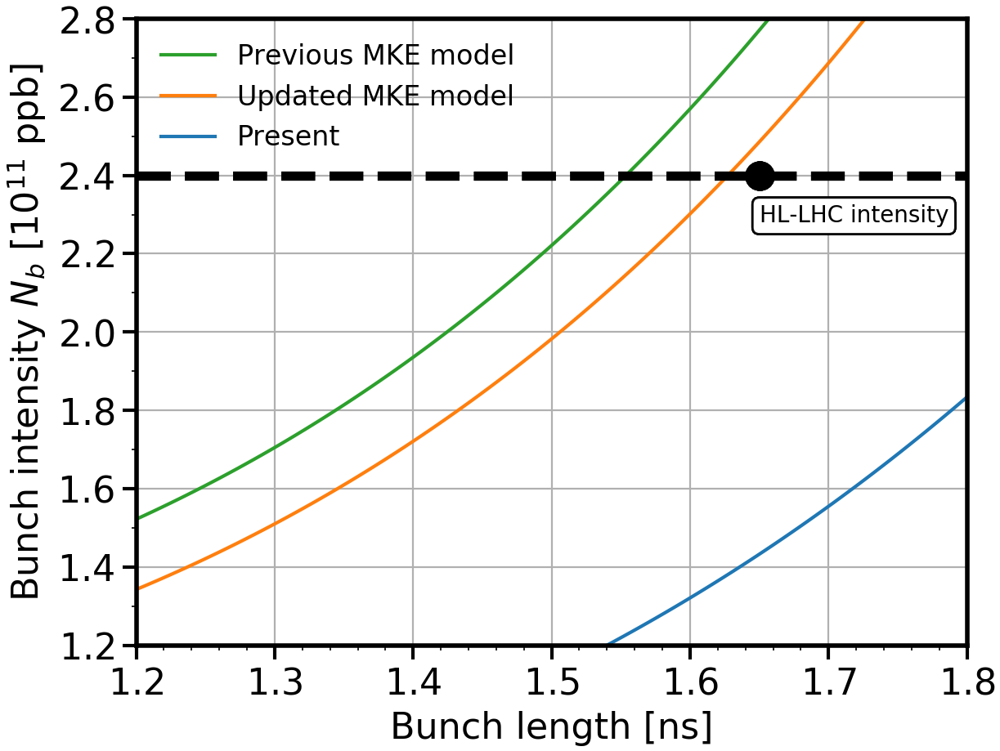 2.8
2.6
2.4
2.2
2.0
1.8
1.6
1.4
1.2
Bunch intensity N_b [10^11 ppb]
Previous MKE model
Updated MKE model
Present
HL-LHC intensity
1.2 1.3 1.4 1.5 1.6 1.7 1.8
Bunch length [ns]